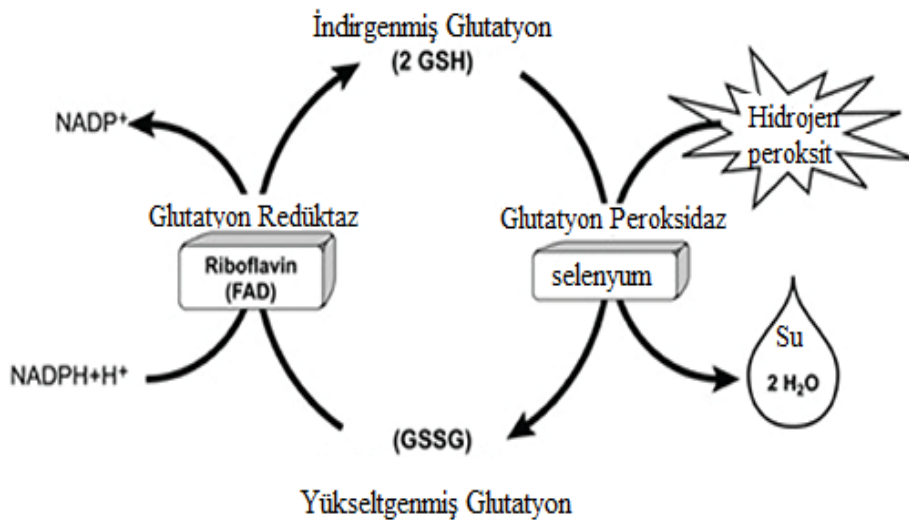 İndirgenmiş Glutatyon
(2 GSH)
NADP⁺
Hidrojen
peroksit
Glutatyon Redüktaz
Glutatyon Peroksidaz
Riboflavin
(FAD)
selenyum
Su
2 H₂O
NADPH+H⁺
(GSSG)
Yükseltgenmiş Glutatyon